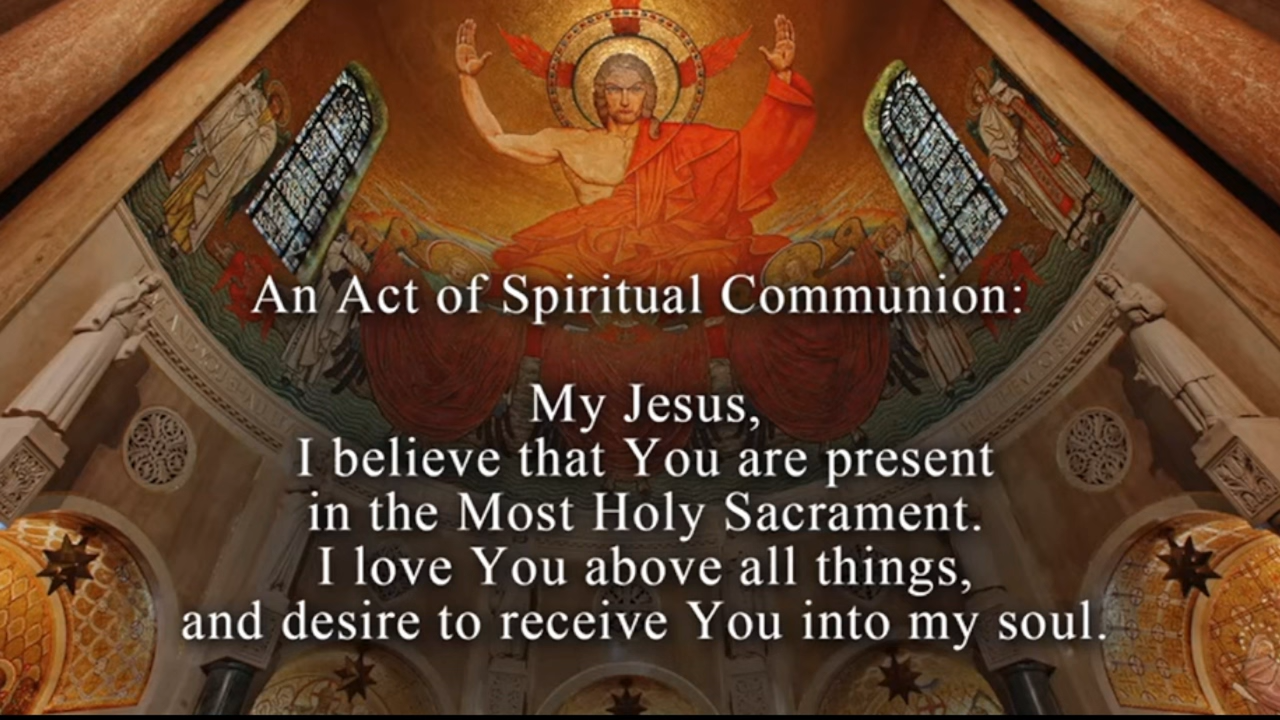 An Act of Spiritual Communion:
My Jesus,
I believe that You are present
in the Most Holy Sacrament.
I love You above all things,
and desire to receive You into my soul.